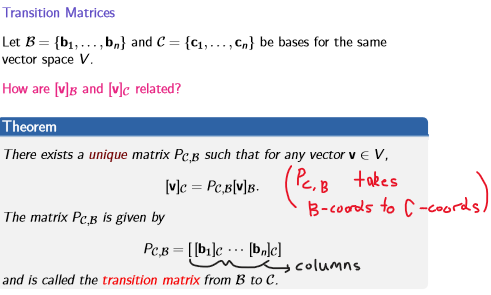 Transition Matrices
Let ℬ = {b₁, . . . , bₙ} and 𝒞 = {c₁, . . . , cₙ} be bases for the same
vector space V.
How are [v]ℬ and [v]𝒞 related?
Theorem
There exists a unique matrix P𝒞,ℬ such that for any vector v ∈ V,
[v]𝒞 = P𝒞,ℬ[v]ℬ.
(P_C,B takes
B-coords to C-coords)
The matrix P𝒞,ℬ is given by
P𝒞,ℬ = [ [b₁]𝒞 ⋯ [bₙ]𝒞]
→ columns
and is called the transition matrix from ℬ to 𝒞.